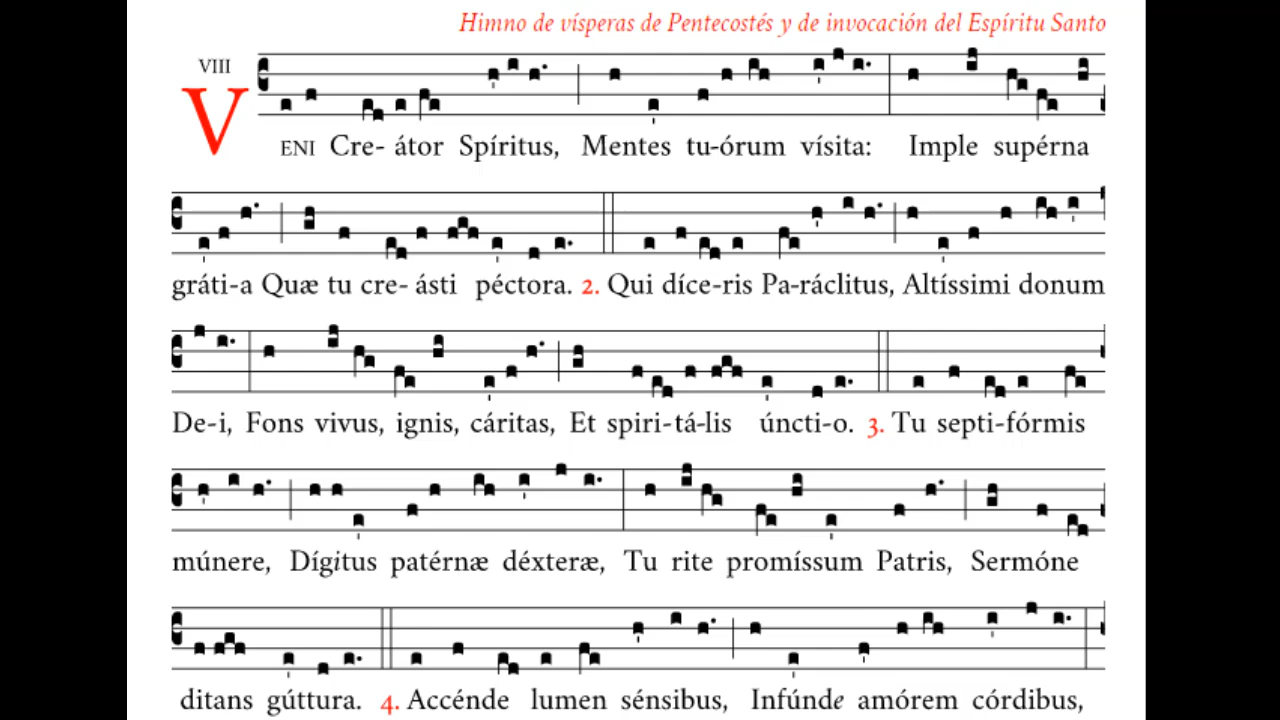 Himno de vísperas de Pentecostés y de invocación del Espíritu Santo
VIII
VENI Cre-átor Spíritus, Mentes tu-órum vísita: Imple supérna
gráti-a Quæ tu cre-ásti péctora. 2. Qui díce-ris Pa-ráclitus, Altíssimi donum
De-i, Fons vivus, ignis, cáritas, Et spiri-tá-lis úncti-o. 3. Tu septi-fórmis
múnere, Dígitus patérnæ déxteræ, Tu rite promíssum Patris, Sermóne
ditans gúttura. 4. Accénde lumen sénsibus, Infúnde amórem córdibus,